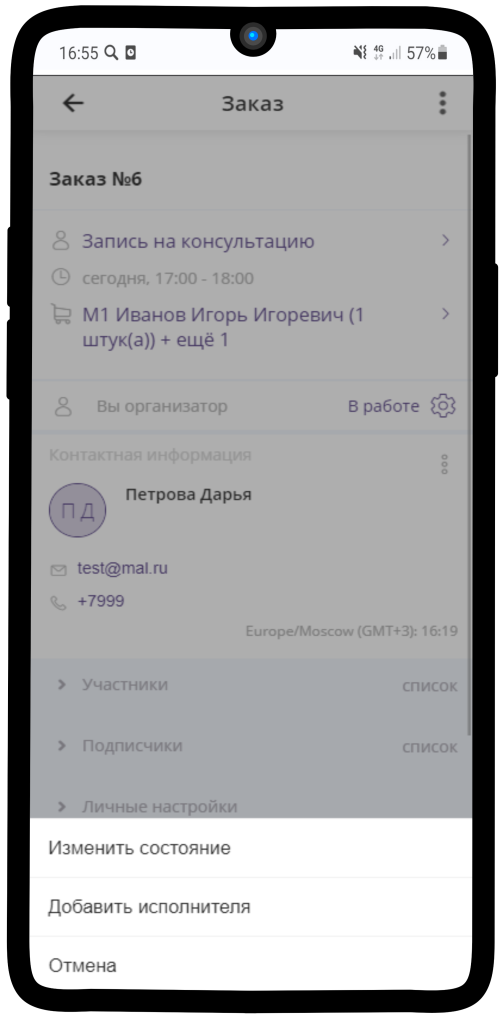 16:55
4G
57%
Заказ
Заказ №6
Запись на консультацию
сегодня, 17:00 - 18:00
М1 Иванов Игорь Игоревич (1
штук(а)) + ещё 1
Вы организатор
В работе
Контактная информация
П Д
Петрова Дарья
test@mal.ru
+7999
Europe/Moscow (GMT+3): 16:19
Участники
список
Подписчики
список
Личные настройки
Изменить состояние
Добавить исполнителя
Отмена